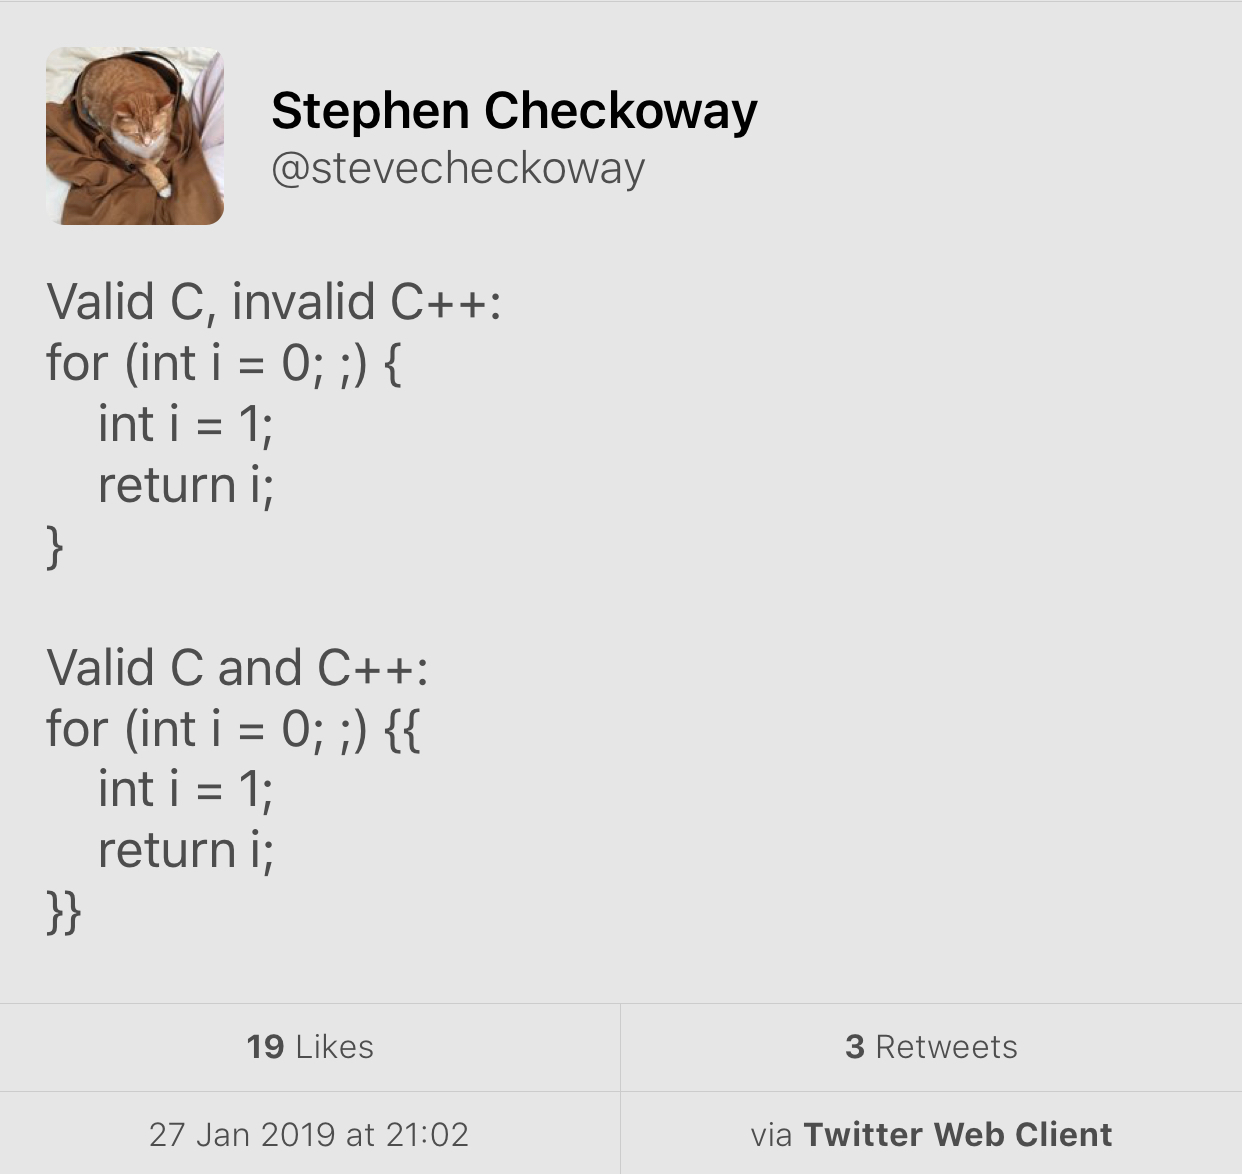 Stephen Checkoway
@stevecheckoway
Valid C, invalid C++:
for (int i = 0; ;) {
    int i = 1;
    return i;
}

Valid C and C++:
for (int i = 0; ;) {{
    int i = 1;
    return i;
}}
19 Likes
3 Retweets
27 Jan 2019 at 21:02
via Twitter Web Client